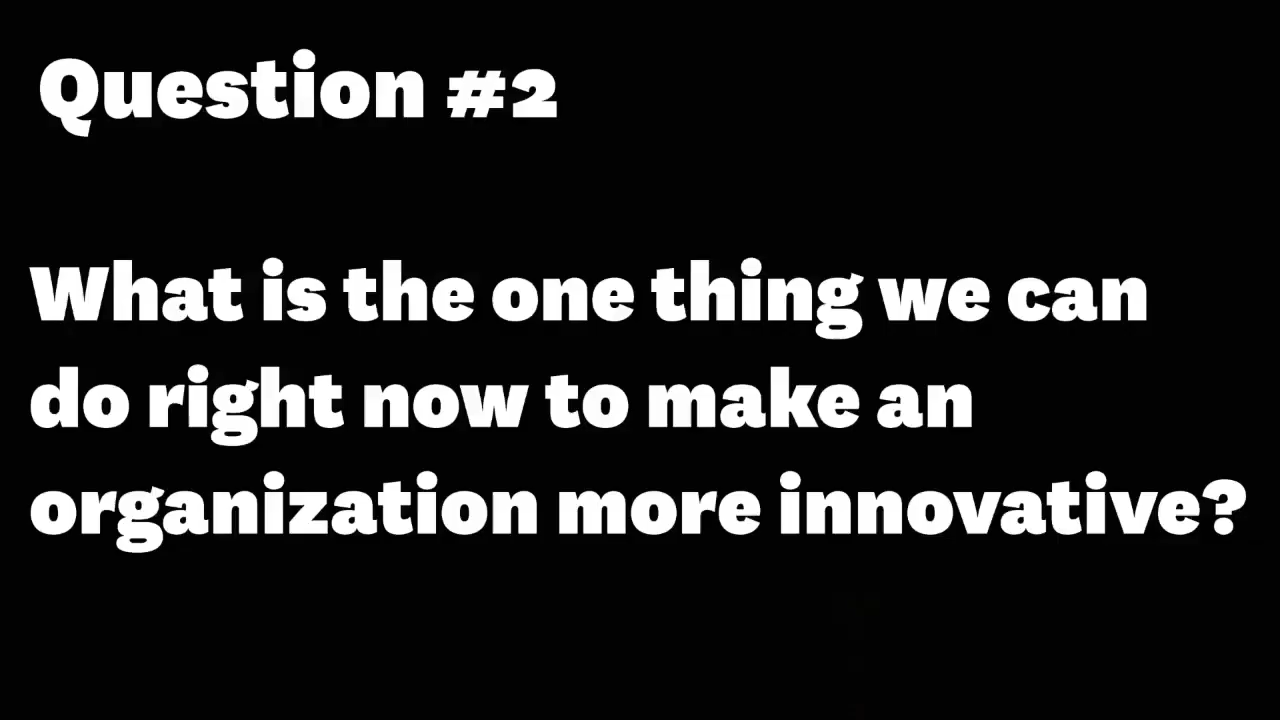 Question #2
What is the one thing we can
do right now to make an
organization more innovative?